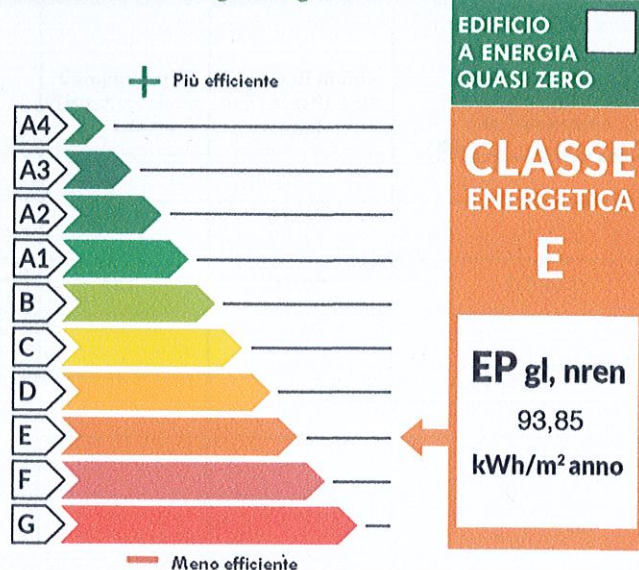 Più efficiente
A4
A3
A2
A1
B
C
D
E
F
G
Meno efficiente
EDIFICIO
A ENERGIA
QUASI ZERO
CLASSE
ENERGETICA
E
EP gl, nren
93,85
kWh/m² anno